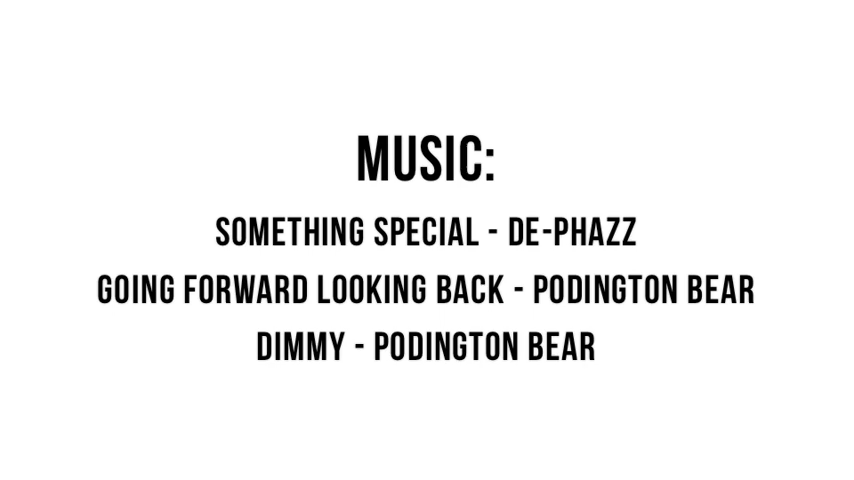 MUSIC:
SOMETHING SPECIAL - DE-PHAZZ
GOING FORWARD LOOKING BACK - PODINGTON BEAR
DIMMY - PODINGTON BEAR